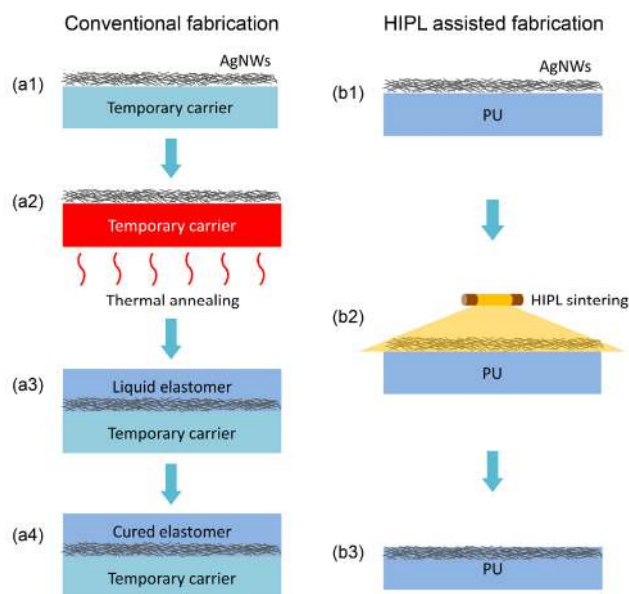 Conventional fabrication
(a1)
AgNWs
Temporary carrier
(a2)
Temporary carrier
Thermal annealing
(a3)
Liquid elastomer
Temporary carrier
(a4)
Cured elastomer
Temporary carrier
HIPL assisted fabrication
(b1)
AgNWs
PU
(b2)
HIPL sintering
PU
(b3)
PU